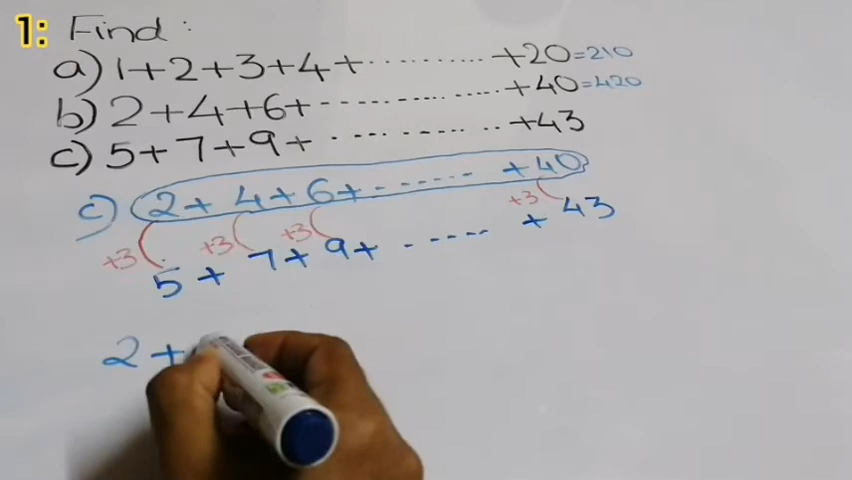 1: Find :
a) 1+2+3+4+ .......... +20=210
b) 2+4+6+ ---------- +40=420
c) 5+7+9+ ---------- +43
c) 2+ 4+6+ ------- +40
+3 +3 +3 +3
5 + 7+9+ ------ + 43
2 +